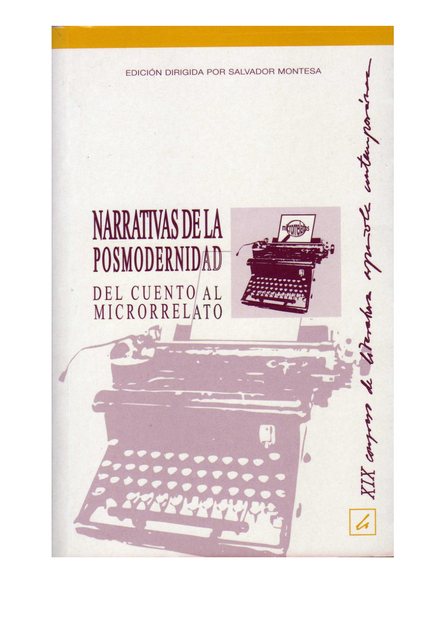 EDICIÓN DIRIGIDA POR SALVADOR MONTESA
NARRATIVAS DE LA
POSMODERNIDAD
DEL CUENTO AL
MICRORRELATO
XIX congreso de literatura española contemporánea